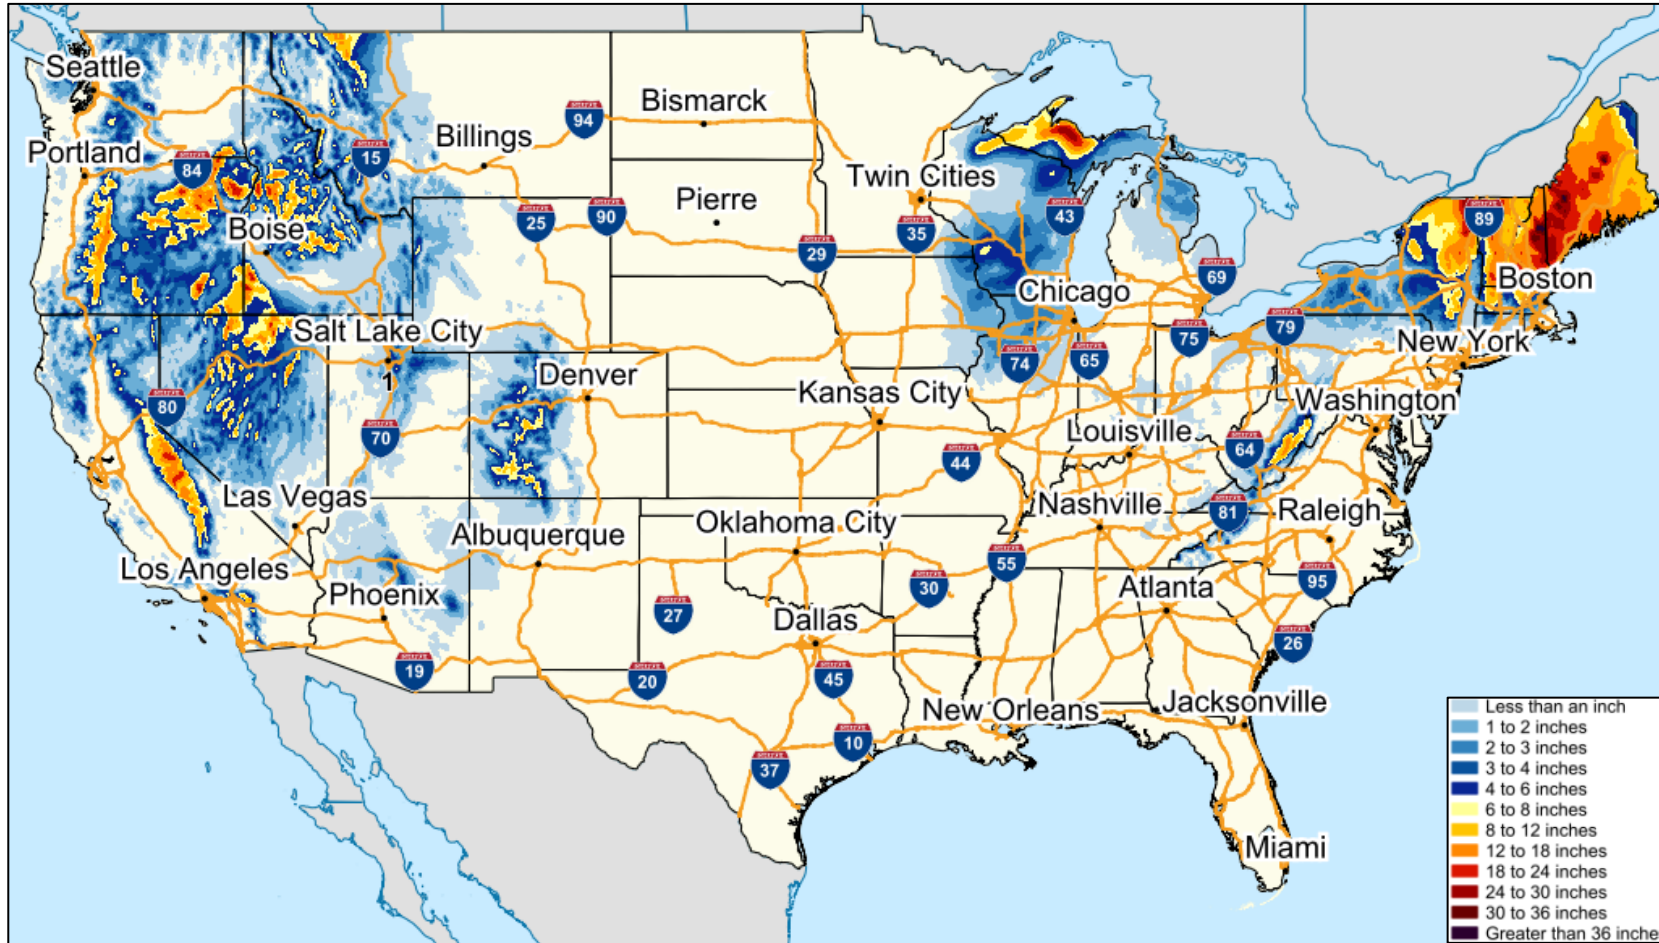 Seattle
Bismarck
94
Billings
Portland
15
84
Twin Cities
Pierre
25
90
43
89
Boise
35
29
69
Boston
Chicago
Salt Lake City
79
75
New York
74
65
Denver
1
Kansas City
80
Washington
70
Louisville
64
44
Las Vegas
Nashville
81
Raleigh
Oklahoma City
Albuquerque
55
Los Angeles
95
30
Atlanta
Phoenix
27
Dallas
26
19
20
45
Jacksonville
New Orleans
10
37
Miami
Less than an inch
1 to 2 inches
2 to 3 inches
3 to 4 inches
4 to 6 inches
6 to 8 inches
8 to 12 inches
12 to 18 inches
18 to 24 inches
24 to 30 inches
30 to 36 inches
Greater than 36 inches